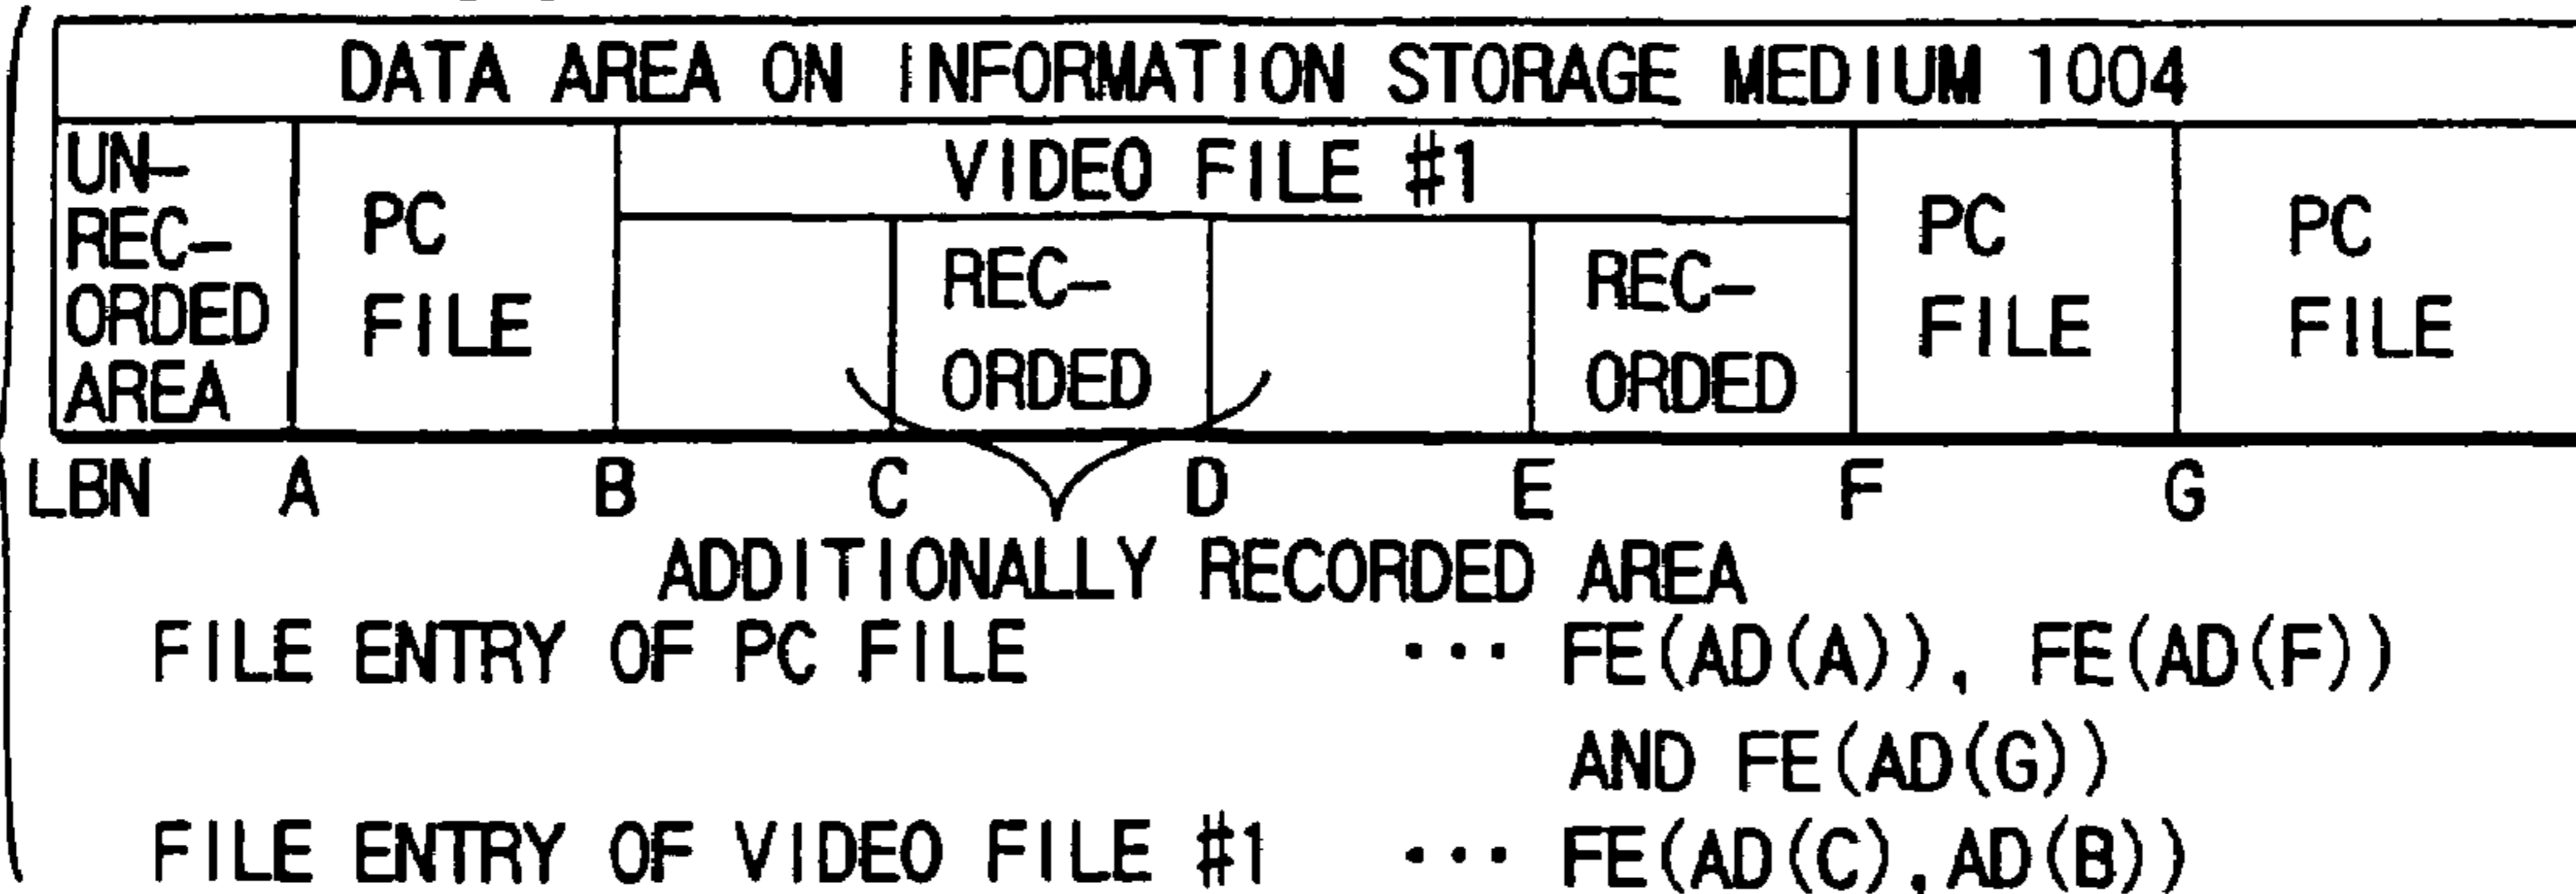 DATA AREA ON INFORMATION STORAGE MEDIUM 1004
UN-
REC-
ORDED
AREA
PC
FILE
VIDEO FILE #1
REC-
ORDED
REC-
ORDED
PC
FILE
PC
FILE
LBN A B C D E F G
ADDITIONALLY RECORDED AREA
FILE ENTRY OF PC FILE ··· FE(AD(A)), FE(AD(F))
AND FE(AD(G))
FILE ENTRY OF VIDEO FILE #1 ··· FE(AD(C), AD(B))